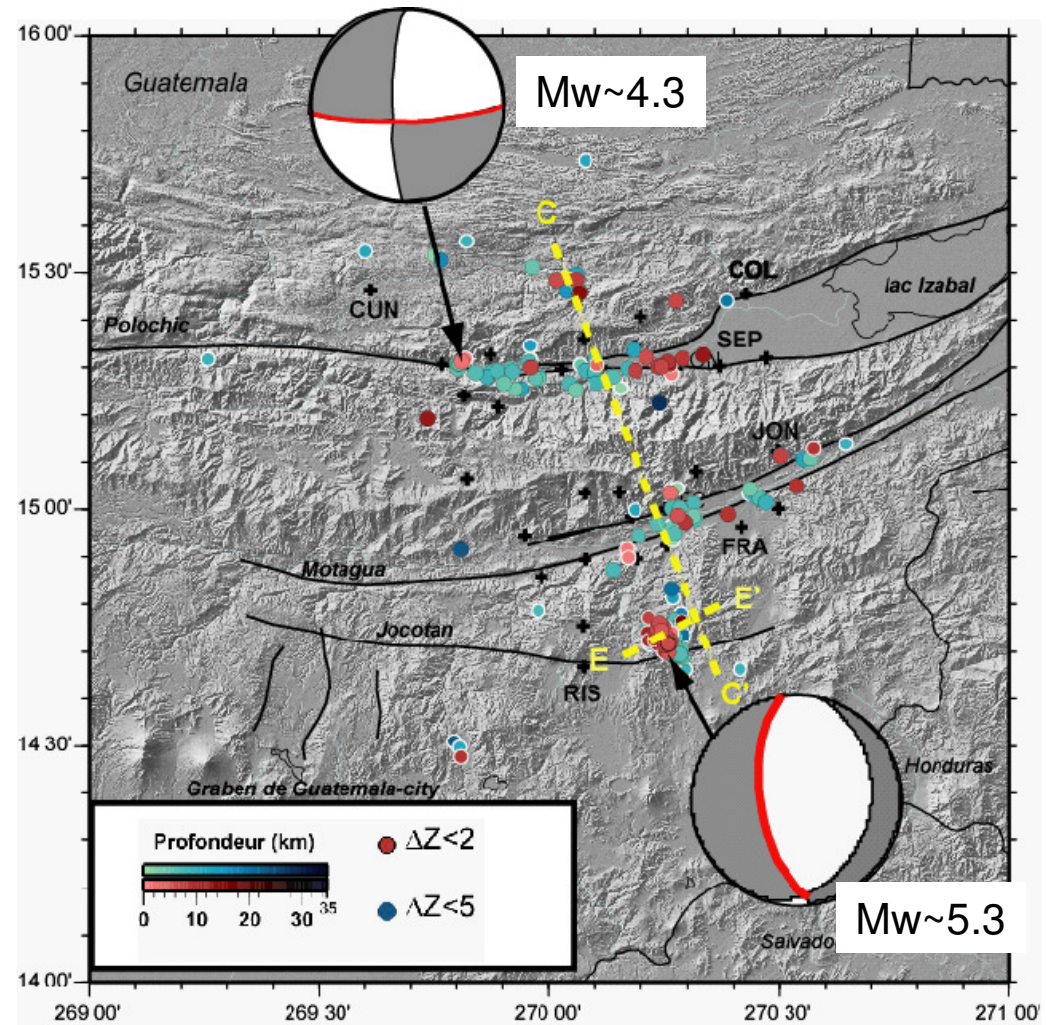 16 00'
Guatemala
Mw~4.3
C
15 30'
COL
lac Izabal
CUN
Polochic
SEP
JON
15 00'
FRA
Motagua
E'
Jocotan
E
RIS
C'
14 30'
Honduras
Graben de Guatemala-city
Profondeur (km)
ΔZ<2
ΔZ<5
0 10 20 30 35
Mw~5.3
Salvado
14 00'
269 00' 269 30' 270 00' 270 30' 271 00'